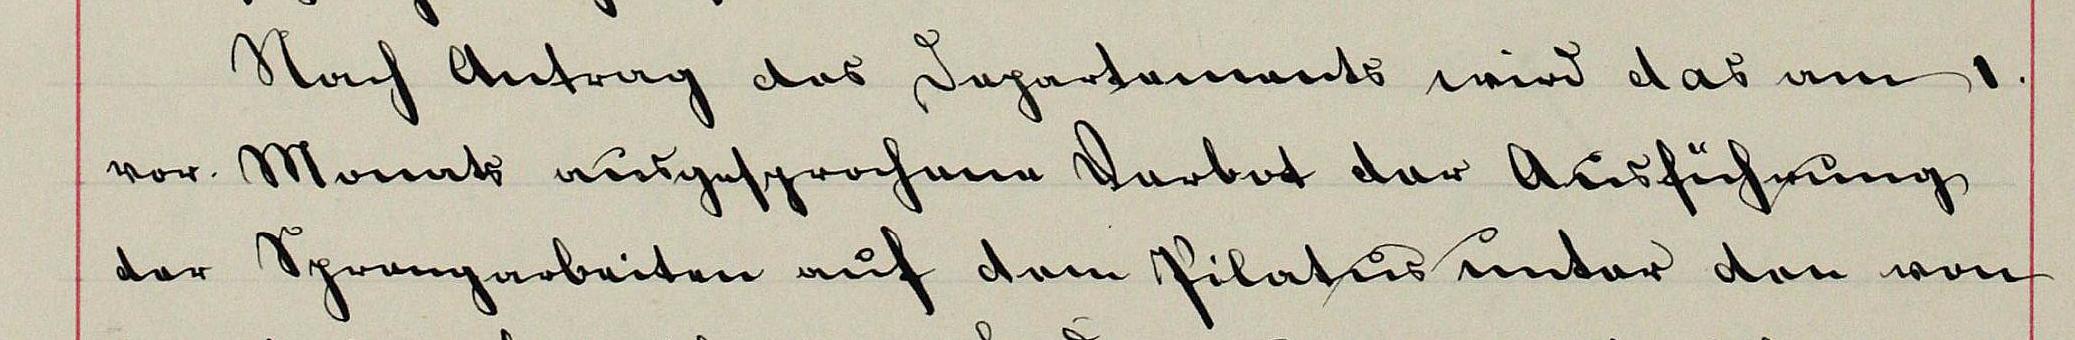 Nach Antrag des Departements wird das am 1.
vor. Monats ausgesprochene Verbot der Ausführung
der Sprengarbeiten auf dem Pilatus unter den von